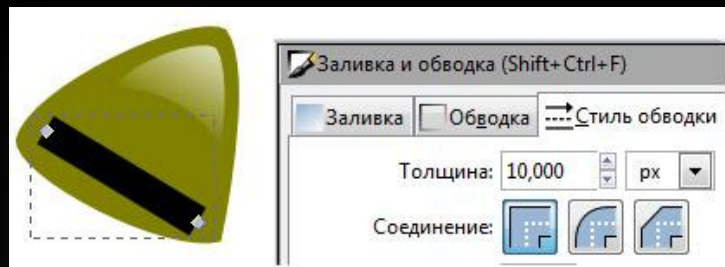 Заливка и обводка (Shift+Ctrl+F)
Заливка Обводка Стиль обводки
Толщина: 10,000 px
Соединение: